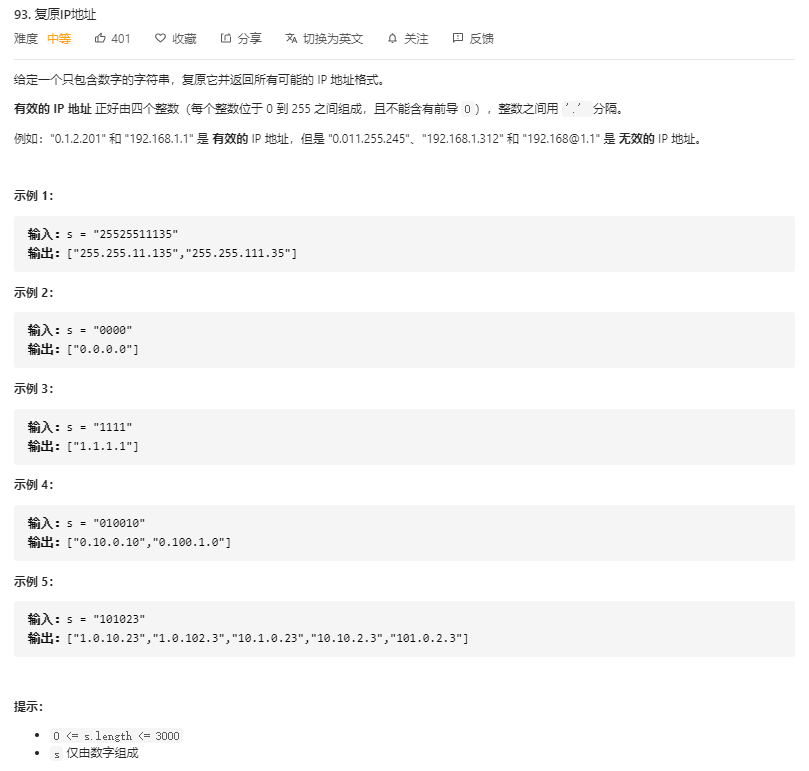 93. 复原IP地址
难度 中等 401 收藏 分享 切换为英文 关注 反馈
给定一个只包含数字的字符串，复原它并返回所有可能的 IP 地址格式。
有效的 IP 地址 正好由四个整数（每个整数位于 0 到 255 之间组成，且不能含有前导 0），整数之间用 '.' 分隔。
例如："0.1.2.201" 和 "192.168.1.1" 是 有效的 IP 地址，但是 "0.011.255.245"、"192.168.1.312" 和 "192.168@1.1" 是 无效的 IP 地址。
示例 1：
输入：s = "25525511135"
输出：["255.255.11.135","255.255.111.35"]
示例 2：
输入：s = "0000"
输出：["0.0.0.0"]
示例 3：
输入：s = "1111"
输出：["1.1.1.1"]
示例 4：
输入：s = "010010"
输出：["0.10.0.10","0.100.1.0"]
示例 5：
输入：s = "101023"
输出：["1.0.10.23","1.0.102.3","10.1.0.23","10.10.2.3","101.0.2.3"]
提示：
• 0 <= s.length <= 3000
• s 仅由数字组成